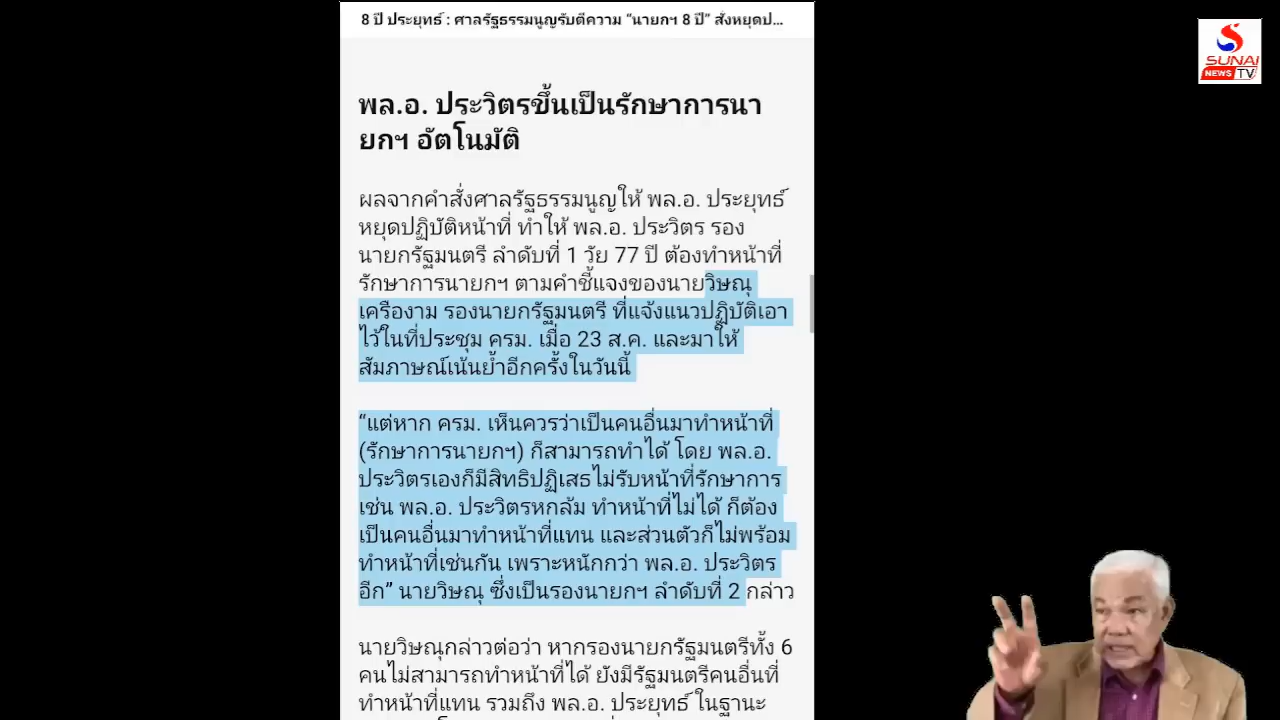 8 ปี ประยุทธ์ : ศาลรัฐธรรมนูญรับตีความ “นายกฯ 8 ปี” สั่งหยุดป...
SUNAI
NEWS TV
พล.อ. ประวิตรขึ้นเป็นรักษาการนา
ยกฯ อัตโนมัติ
ผลจากคำสั่งศาลรัฐธรรมนูญให้ พล.อ. ประยุทธ์
หยุดปฏิบัติหน้าที่ ทำให้ พล.อ. ประวิตร รอง
นายกรัฐมนตรี ลำดับที่ 1 วัย 77 ปี ต้องทำหน้าที่
รักษาการนายกฯ ตามคำชี้แจงของนายวิษณุ
เครืองาม รองนายกรัฐมนตรี ที่แจ้งแนวปฏิบัติเอา
ไว้ในที่ประชุม ครม. เมื่อ 23 ส.ค. และมาให้
สัมภาษณ์เน้นย้ำอีกครั้งในวันนี้
“แต่หาก ครม. เห็นควรว่าเป็นคนอื่นมาทำหน้าที่
(รักษาการนายกฯ) ก็สามารถทำได้ โดย พล.อ.
ประวิตรเองก็มีสิทธิปฏิเสธไม่รับหน้าที่รักษาการ
เช่น พล.อ. ประวิตรหกล้ม ทำหน้าที่ไม่ได้ ก็ต้อง
เป็นคนอื่นมาทำหน้าที่แทน และส่วนตัวก็ไม่พร้อม
ทำหน้าที่เช่นกัน เพราะหนักกว่า พล.อ. ประวิตร
อีก” นายวิษณุ ซึ่งเป็นรองนายกฯ ลำดับที่ 2 กล่าว
นายวิษณุกล่าวต่อว่า หากรองนายกรัฐมนตรีทั้ง 6
คนไม่สามารถทำหน้าที่ได้ ยังมีรัฐมนตรีคนอื่นที่
ทำหน้าที่แทน รวมถึง พล.อ. ประยุทธ์ ในฐานะ